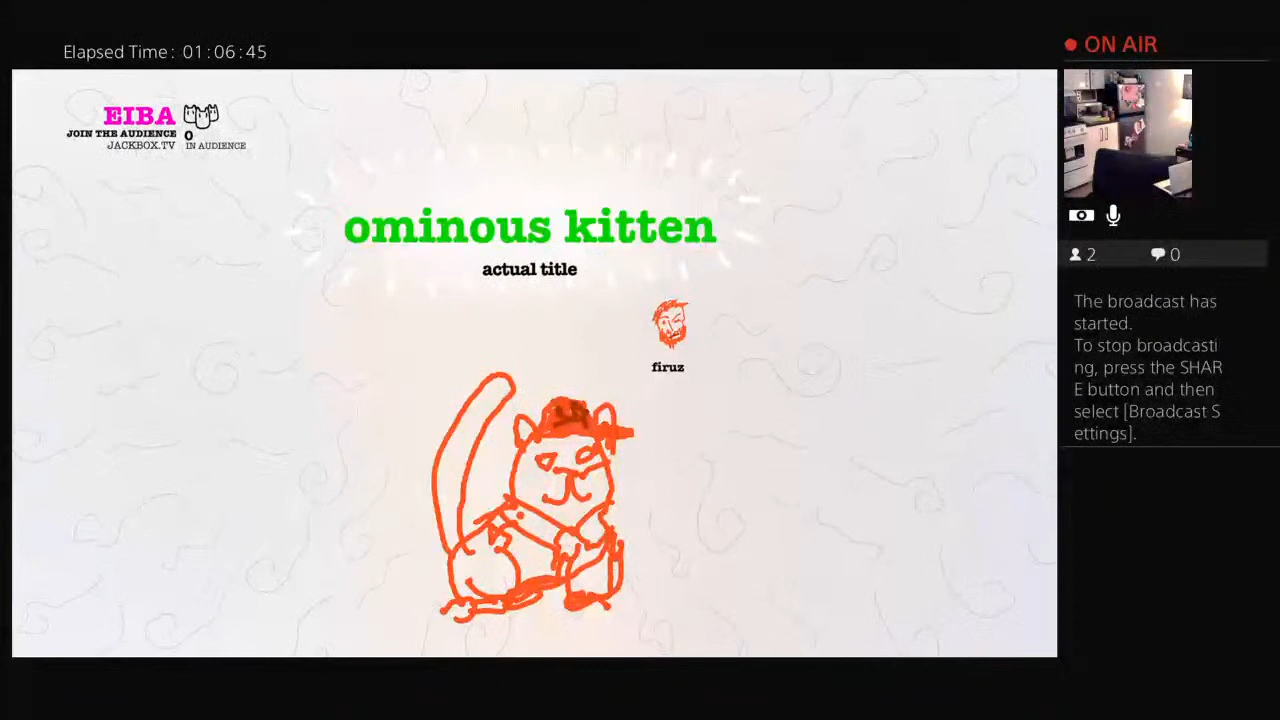 Elapsed Time: 01:06:45
ON AIR
EIBA
JOIN THE AUDIENCE
JACKBOX.TV
0
IN AUDIENCE
ominous kitten
actual title
firuz
2
0
The broadcast has
started.
To stop broadcasti
ng, press the SHAR
E button and then
select [Broadcast S
ettings].